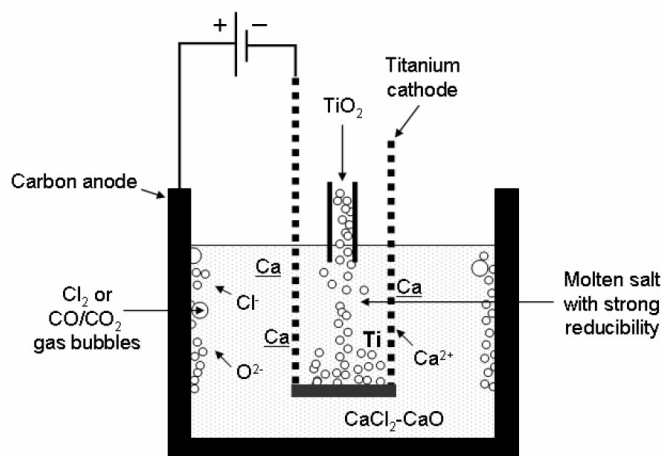 + −
Titanium
cathode
TiO₂
Carbon anode
Ca
Ca
Cl⁻
Cl₂ or
CO/CO₂
gas bubbles
Molten salt
with strong
reducibility
Ca
Ti
Ca²⁺
O²⁻
CaCl₂-CaO